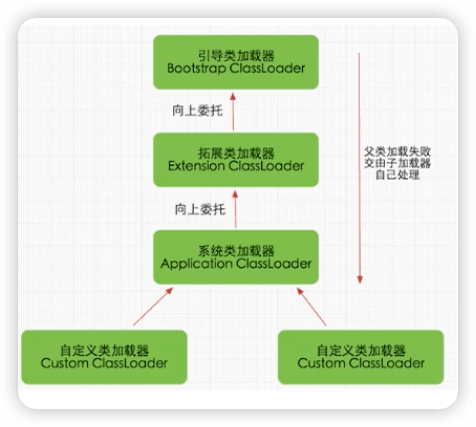 引导类加载器
Bootstrap ClassLoader
向上委托
拓展类加载器
Extension ClassLoader
父类加载失败
交由子加载器
自己处理
向上委托
系统类加载器
Application ClassLoader
自定义类加载器
Custom ClassLoader
自定义类加载器
Custom ClassLoader